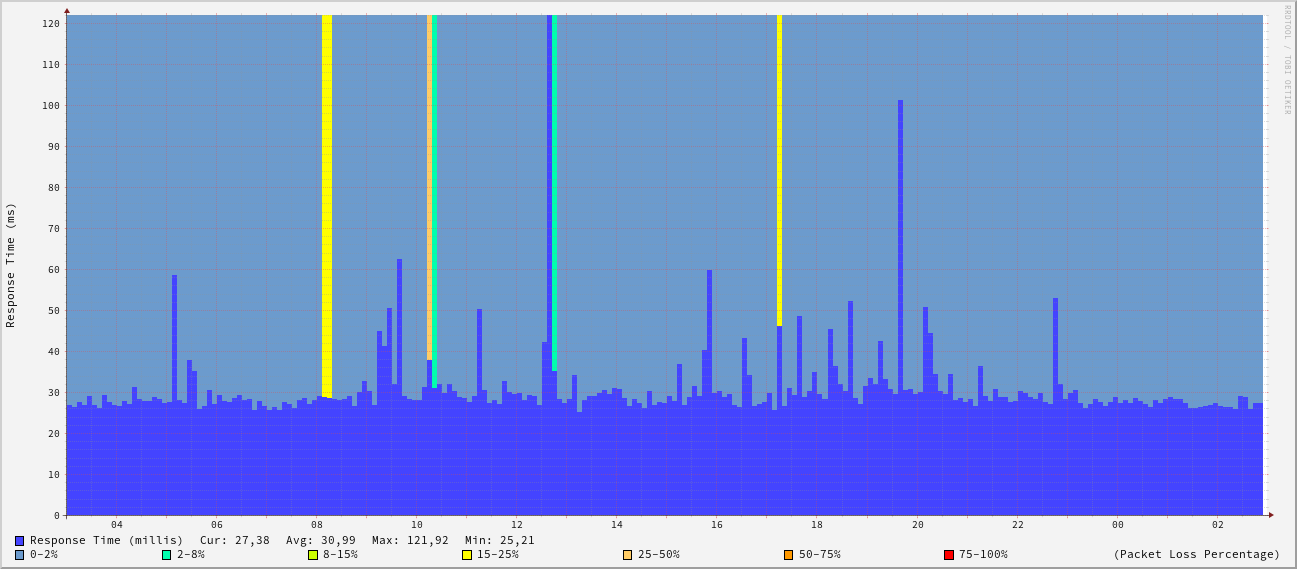 RRDTOOL / TOBI OETIKER
Response Time (ms)
120
110
100
90
80
70
60
50
40
30
20
10
0
04 06 08 10 12 14 16 18 20 22 00 02
Response Time (millis) Cur: 27,38 Avg: 30,99 Max: 121,92 Min: 25,21
0-2% 2-8% 8-15% 15-25% 25-50% 50-75% 75-100% (Packet Loss Percentage)